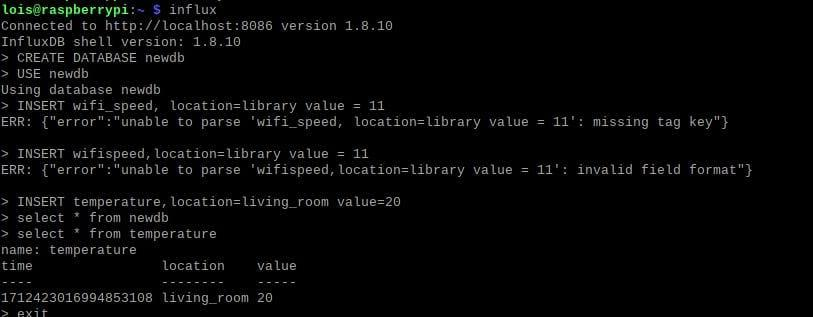 lois@raspberrypi:~ $ influx
Connected to http://localhost:8086 version 1.8.10
InfluxDB shell version: 1.8.10
> CREATE DATABASE newdb
> USE newdb
Using database newdb
> INSERT wifi_speed, location=library value = 11
ERR: {"error":"unable to parse 'wifi_speed, location=library value = 11': missing tag key"}
> INSERT wifispeed,location=library value = 11
ERR: {"error":"unable to parse 'wifispeed,location=library value = 11': invalid field format"}
> INSERT temperature,location=living_room value=20
> select * from newdb
> select * from temperature
name: temperature
time                location    value
----                --------    -----
1712423016994853108 living_room 20
> exit